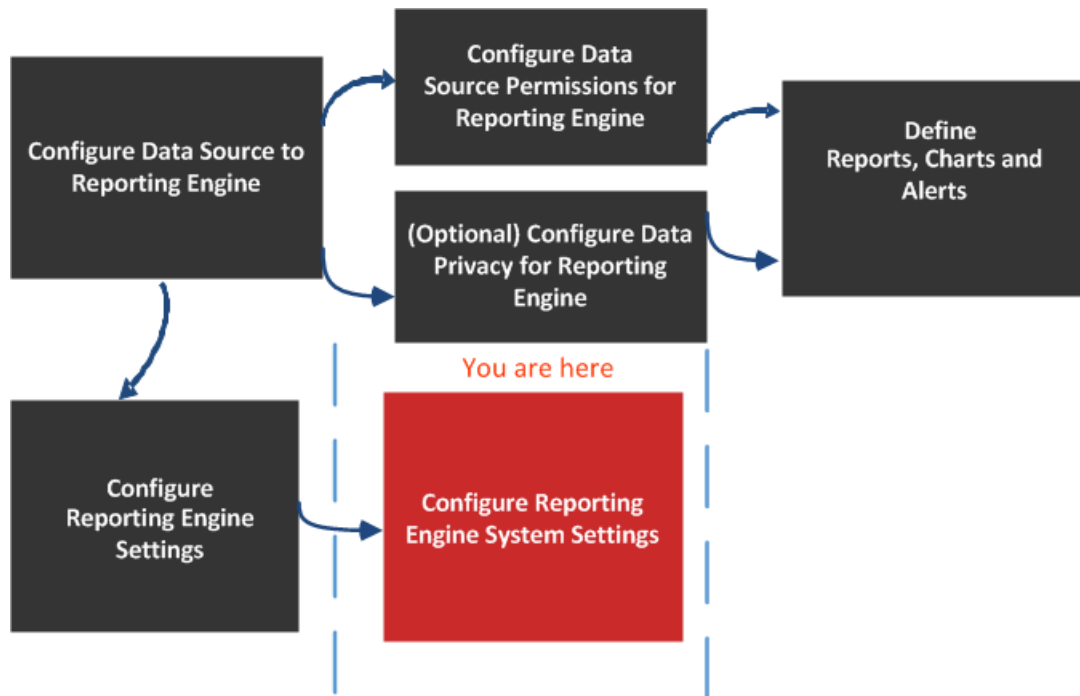 Configure Data Source to
Reporting Engine
Configure Data
Source Permissions for
Reporting Engine
(Optional) Configure Data
Privacy for Reporting
Engine
Define
Reports, Charts and
Alerts
You are here
Configure
Reporting Engine
Settings
Configure Reporting
Engine System Settings